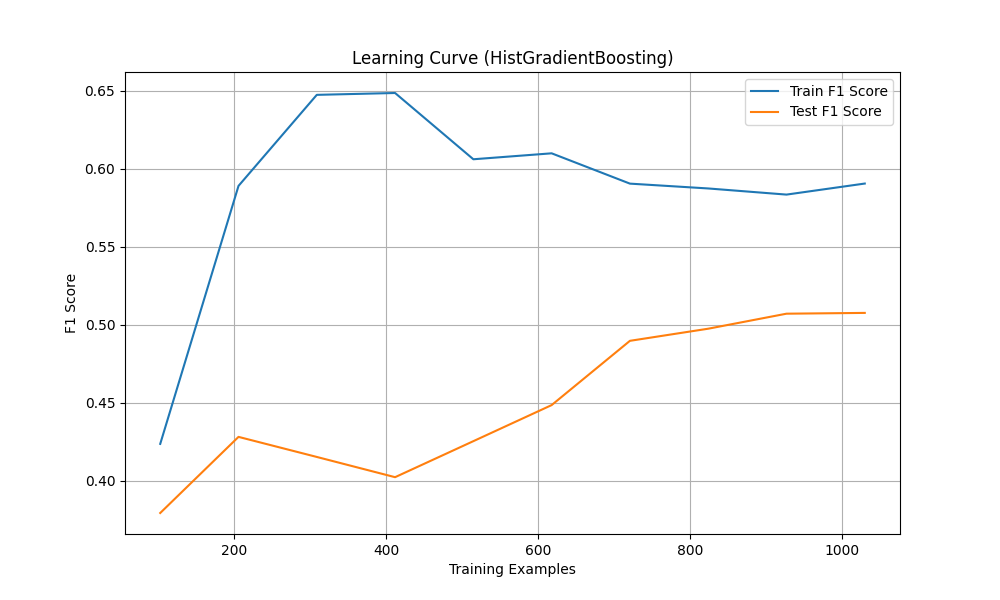 Learning Curve (HistGradientBoosting)
Train F1 Score
Test F1 Score
0.65
0.60
0.55
0.50
0.45
0.40
F1 Score
200 400 600 800 1000
Training Examples